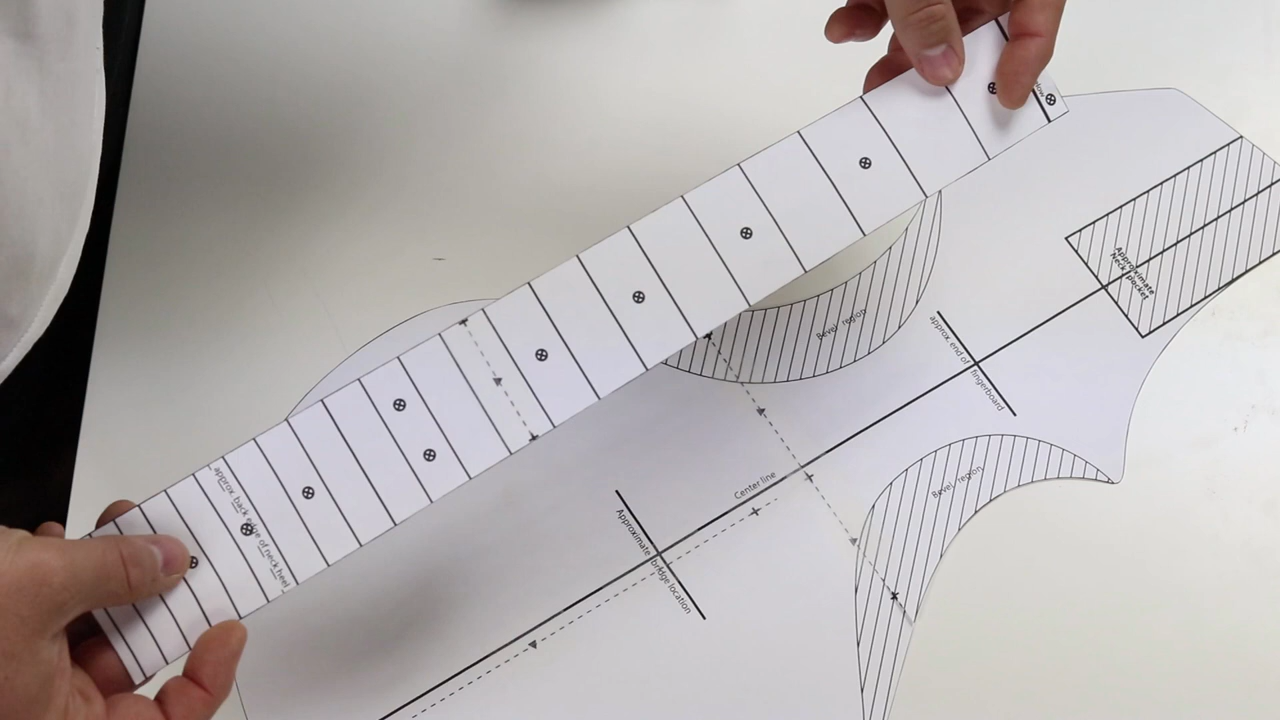 approx. back edge of neck heel
Approximate
Neck pocket
Bevel region
approx. end of fingerboard
Center line
Bevel region
Approximate bridge location